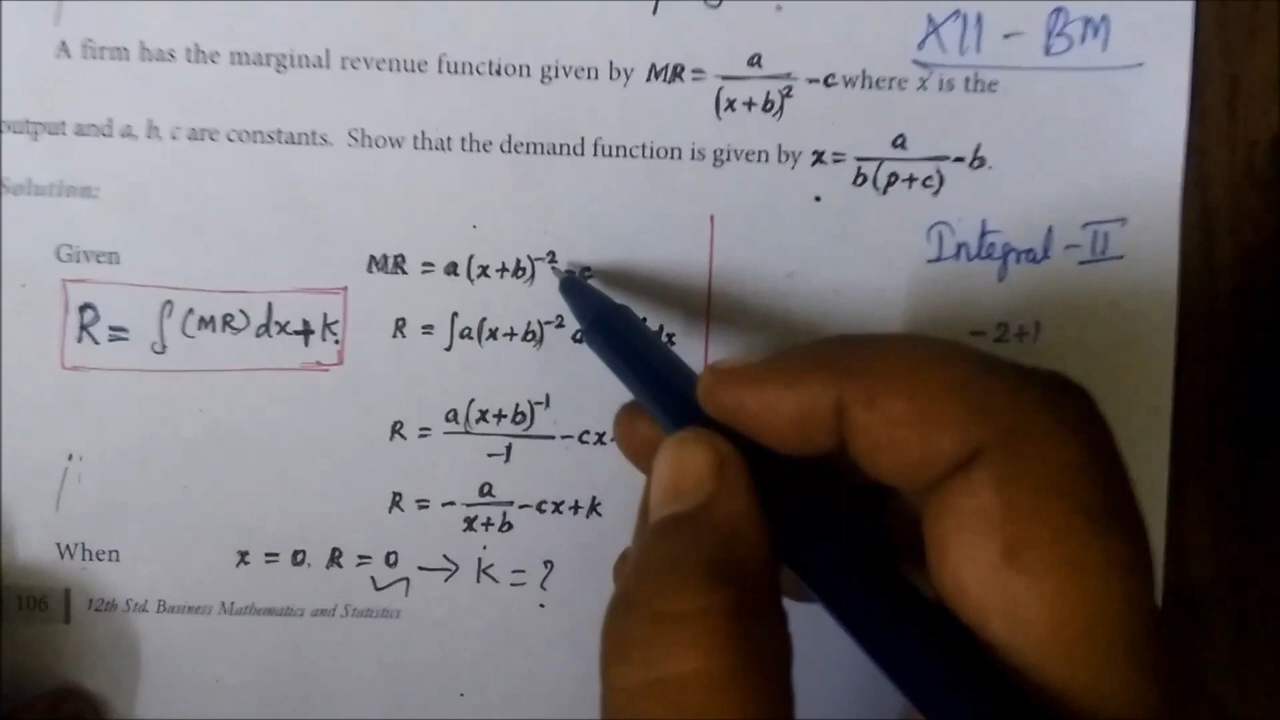 XII - BM
A firm has the marginal revenue function given by MR = a/(x+b)² - c where x is the
output and a, b, c are constants. Show that the demand function is given by x = a/b(p+c) - b.
Solution:
Integral - II
Given MR = a(x+b)⁻² - c
R = ∫(MR) dx + k
R = ∫a(x+b)⁻² dx
-2+1
R = a(x+b)⁻¹/-1 - cx
R = - a/x+b - cx + k
When x = 0, R = 0 → k = ?
106 | 12th Std. Business Mathematics and Statistics